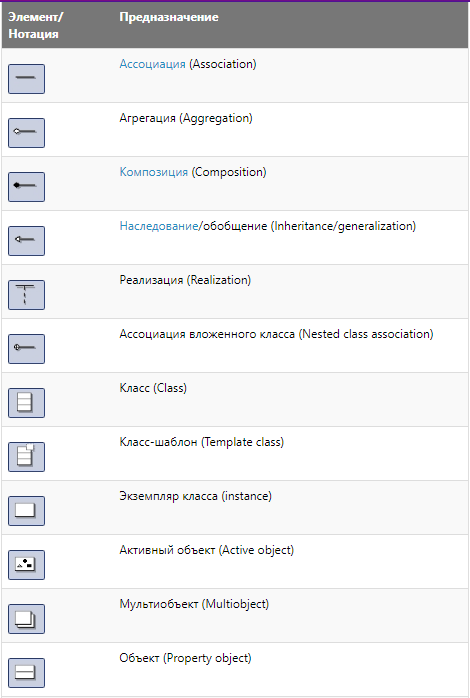 Элемент/ Предназначение
Нотация
Ассоциация (Association)
Агрегация (Aggregation)
Композиция (Composition)
Наследование/обобщение (Inheritance/generalization)
Реализация (Realization)
Ассоциация вложенного класса (Nested class association)
Класс (Class)
Класс-шаблон (Template class)
Экземпляр класса (instance)
Активный объект (Active object)
Мультиобъект (Multiobject)
Объект (Property object)